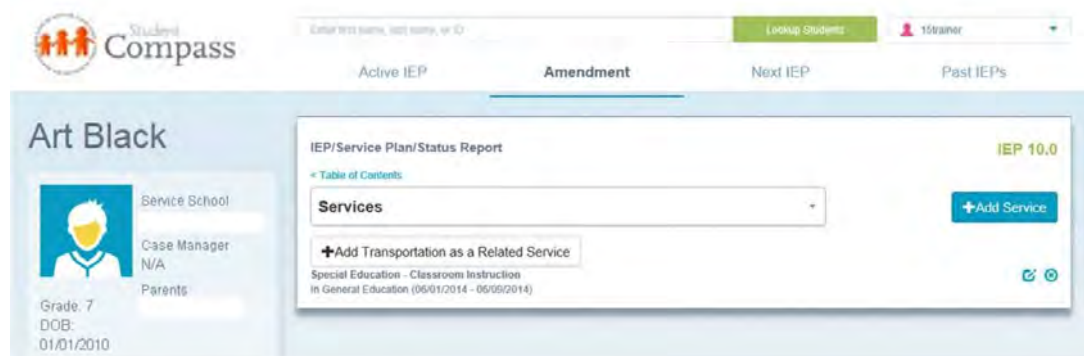 Student
Compass
Enter first name, last name, or ID
Lookup Students
15trainer
Active IEP
Amendment
Next IEP
Past IEPs
Art Black
Service School
Case Manager
N/A
Parents
Grade: 7
DOB:
01/01/2010
IEP/Service Plan/Status Report
IEP 10.0
< Table of Contents
Services
+Add Service
+Add Transportation as a Related Service
Special Education - Classroom Instruction
In General Education (06/01/2014 - 06/09/2014)